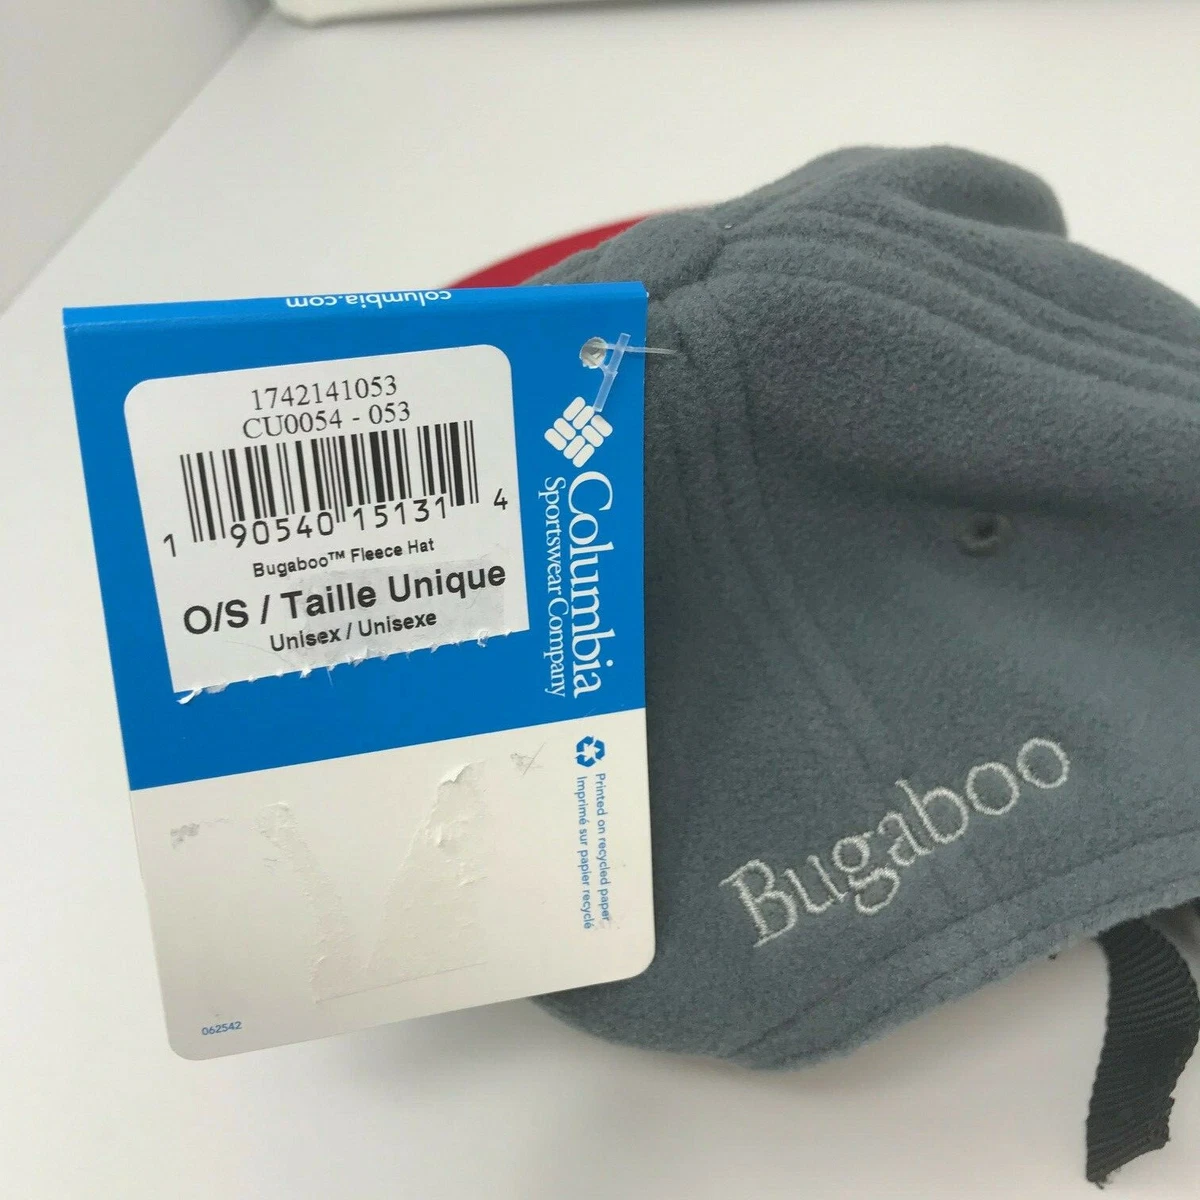 columbia.com
1742141053
CU0054 - 053
1 90540 15131 4
Bugaboo™ Fleece Hat
O/S / Taille Unique
Unisex / Unisexe
Columbia
Sportswear Company
Printed on recycled paper
Imprimé sur papier recyclé
062542
Bugaboo